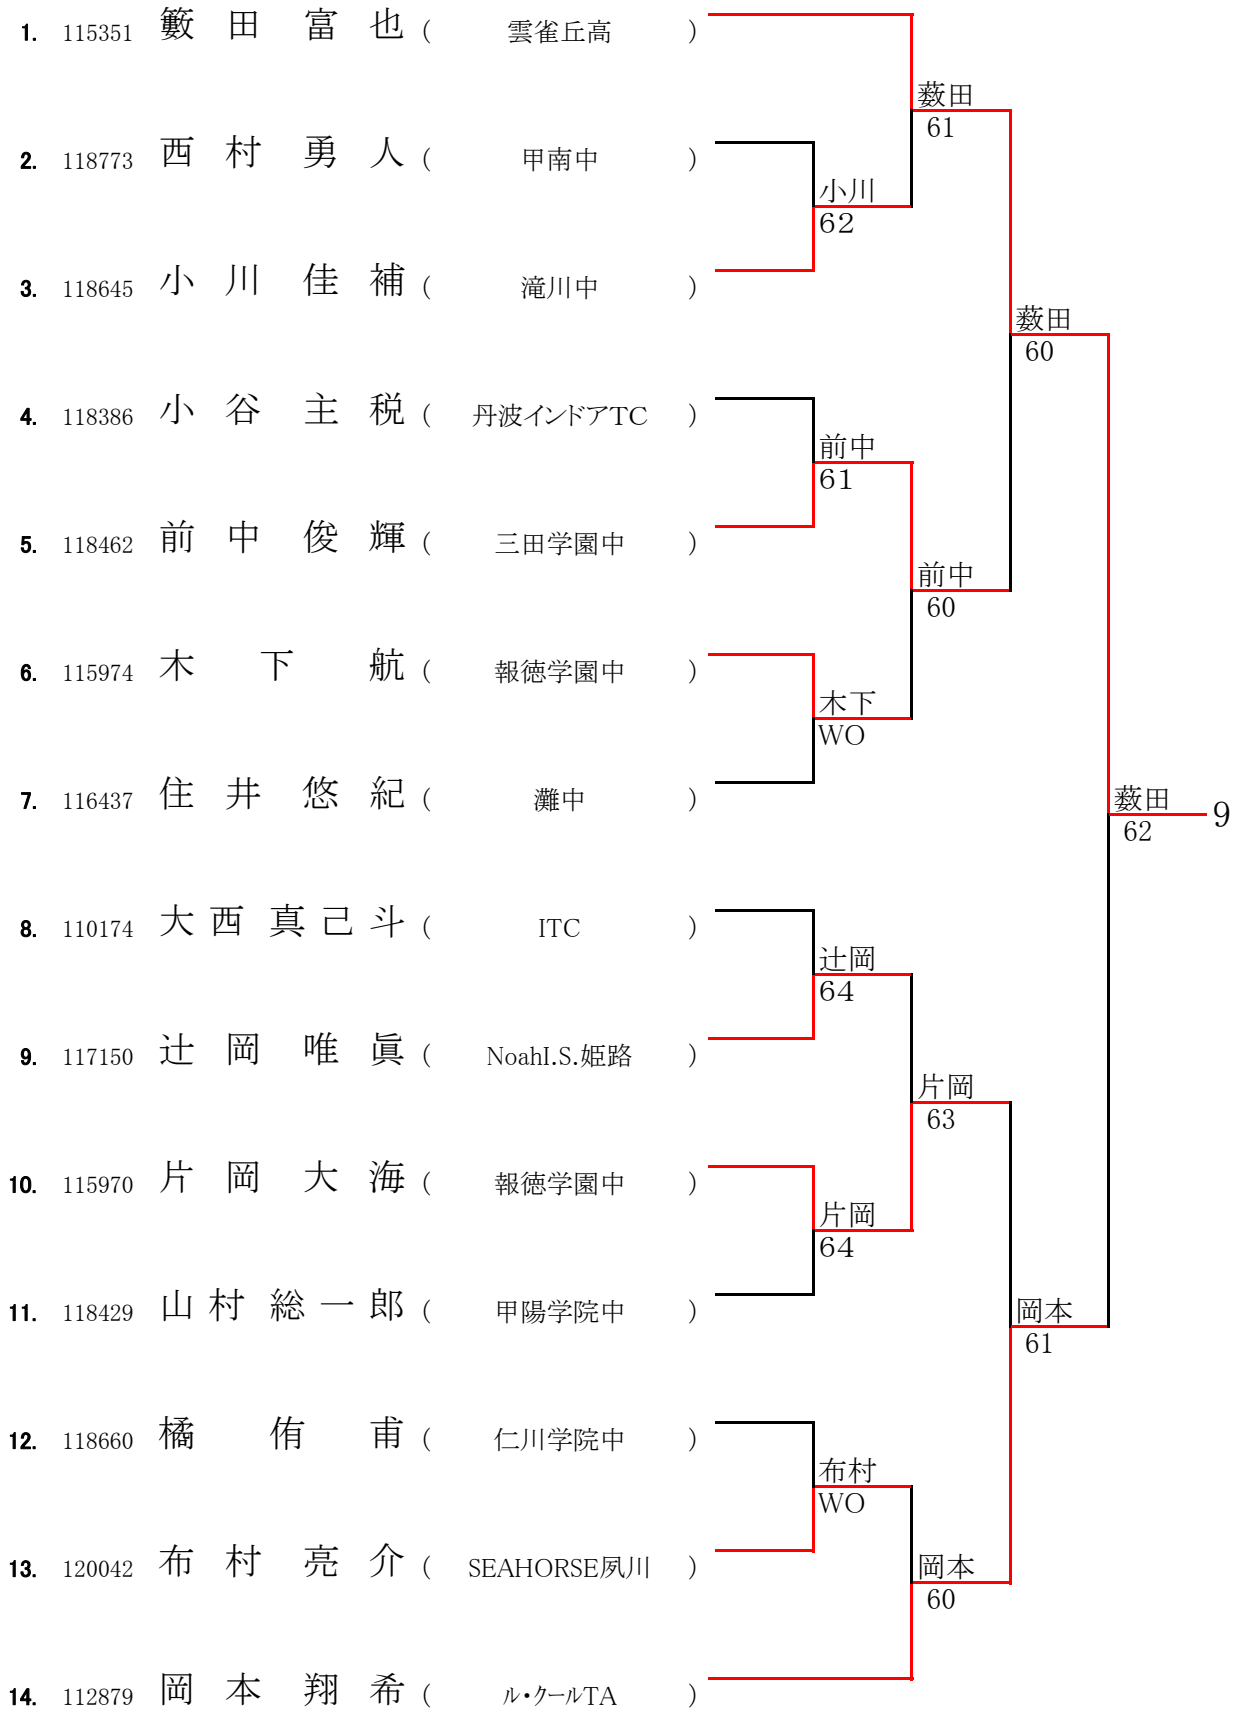 1. 115351 籔田富也 ( 雲雀丘高 )
薮田
61
2. 118773 西村勇人 ( 甲南中 )
小川
62
3. 118645 小川佳補 ( 滝川中 )
薮田
60
4. 118386 小谷主税 ( 丹波インドアTC )
前中
61
5. 118462 前中俊輝 ( 三田学園中 )
前中
60
6. 115974 木下航 ( 報徳学園中 )
木下
WO
7. 116437 住井悠紀 ( 灘中 )
薮田
62
9
8. 110174 大西真己斗 ( ITC )
辻岡
64
9. 117150 辻岡唯眞 ( NoahI.S.姫路 )
片岡
63
10. 115970 片岡大海 ( 報徳学園中 )
片岡
64
11. 118429 山村総一郎 ( 甲陽学院中 )
岡本
61
12. 118660 橘侑甫 ( 仁川学院中 )
布村
WO
13. 120042 布村亮介 ( SEAHORSE夙川 )
岡本
60
14. 112879 岡本翔希 ( ル・クールTA )